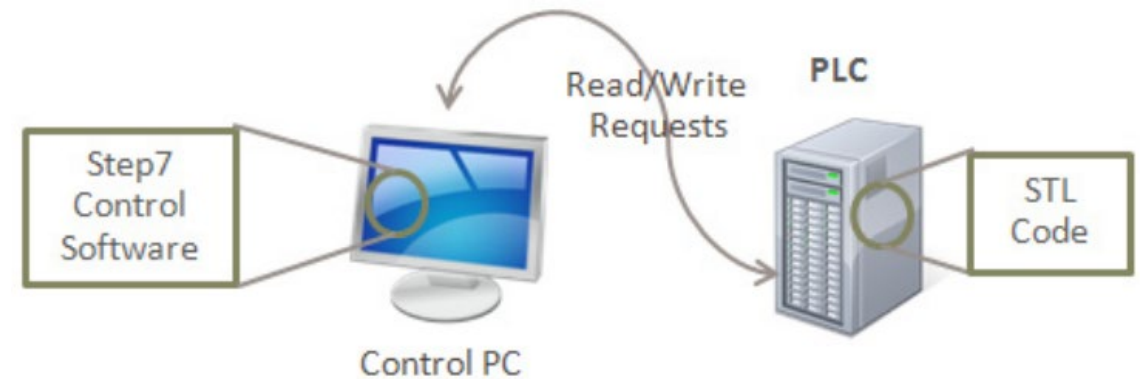 Step7
Control
Software
Control PC
Read/Write
Requests
PLC
STL
Code